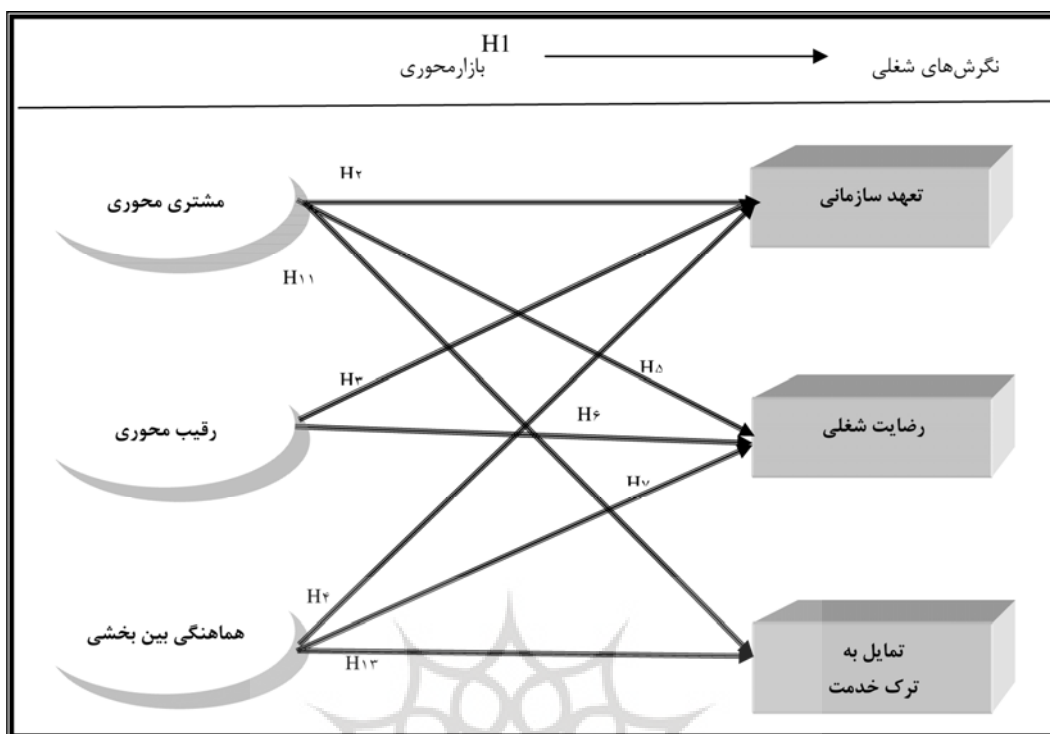 نگرش‌های شغلی
H1
بازارمحوری
مشتری محوری
H۲
تعهد سازمانی
H۱۱
رقیب محوری
H۳
H۵
H۶
رضایت شغلی
H۷
هماهنگی بین بخشی
H۴
H۱۳
تمایل به
ترک خدمت